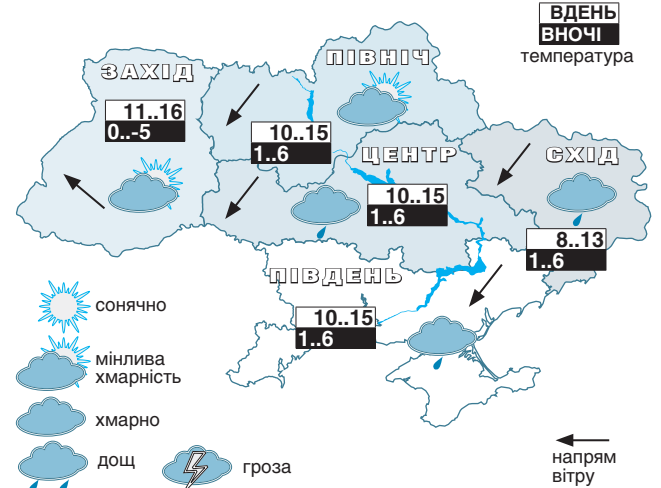 ВДЕНЬ
ВНОЧІ
температура
ЗАХІД
11..16
0..-5
ПІВНІЧ
10..15
1..6
ЦЕНТР
10..15
1..6
СХІД
8..13
1..6
ПІВДЕНЬ
10..15
1..6
сонячно
мінлива
хмарність
хмарно
дощ
гроза
напрям
вітру